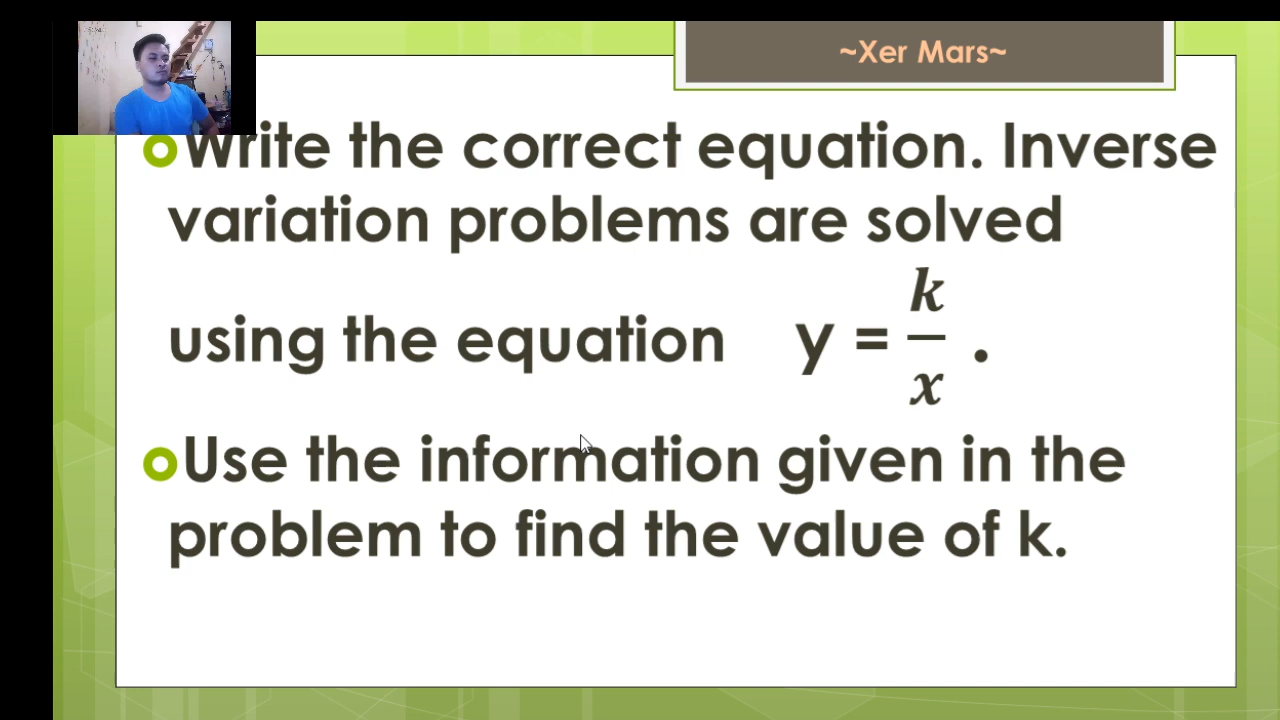 ~Xer Mars~
Write the correct equation. Inverse
variation problems are solved
using the equation y = k/x .
Use the information given in the
problem to find the value of k.